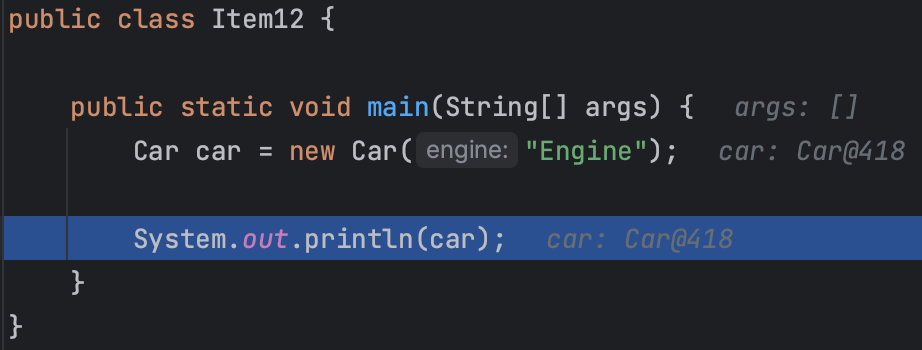 public class Item12 {
public static void main(String[] args) { args: []
Car car = new Car( engine: "Engine"); car: Car@418
System.out.println(car); car: Car@418
}
}